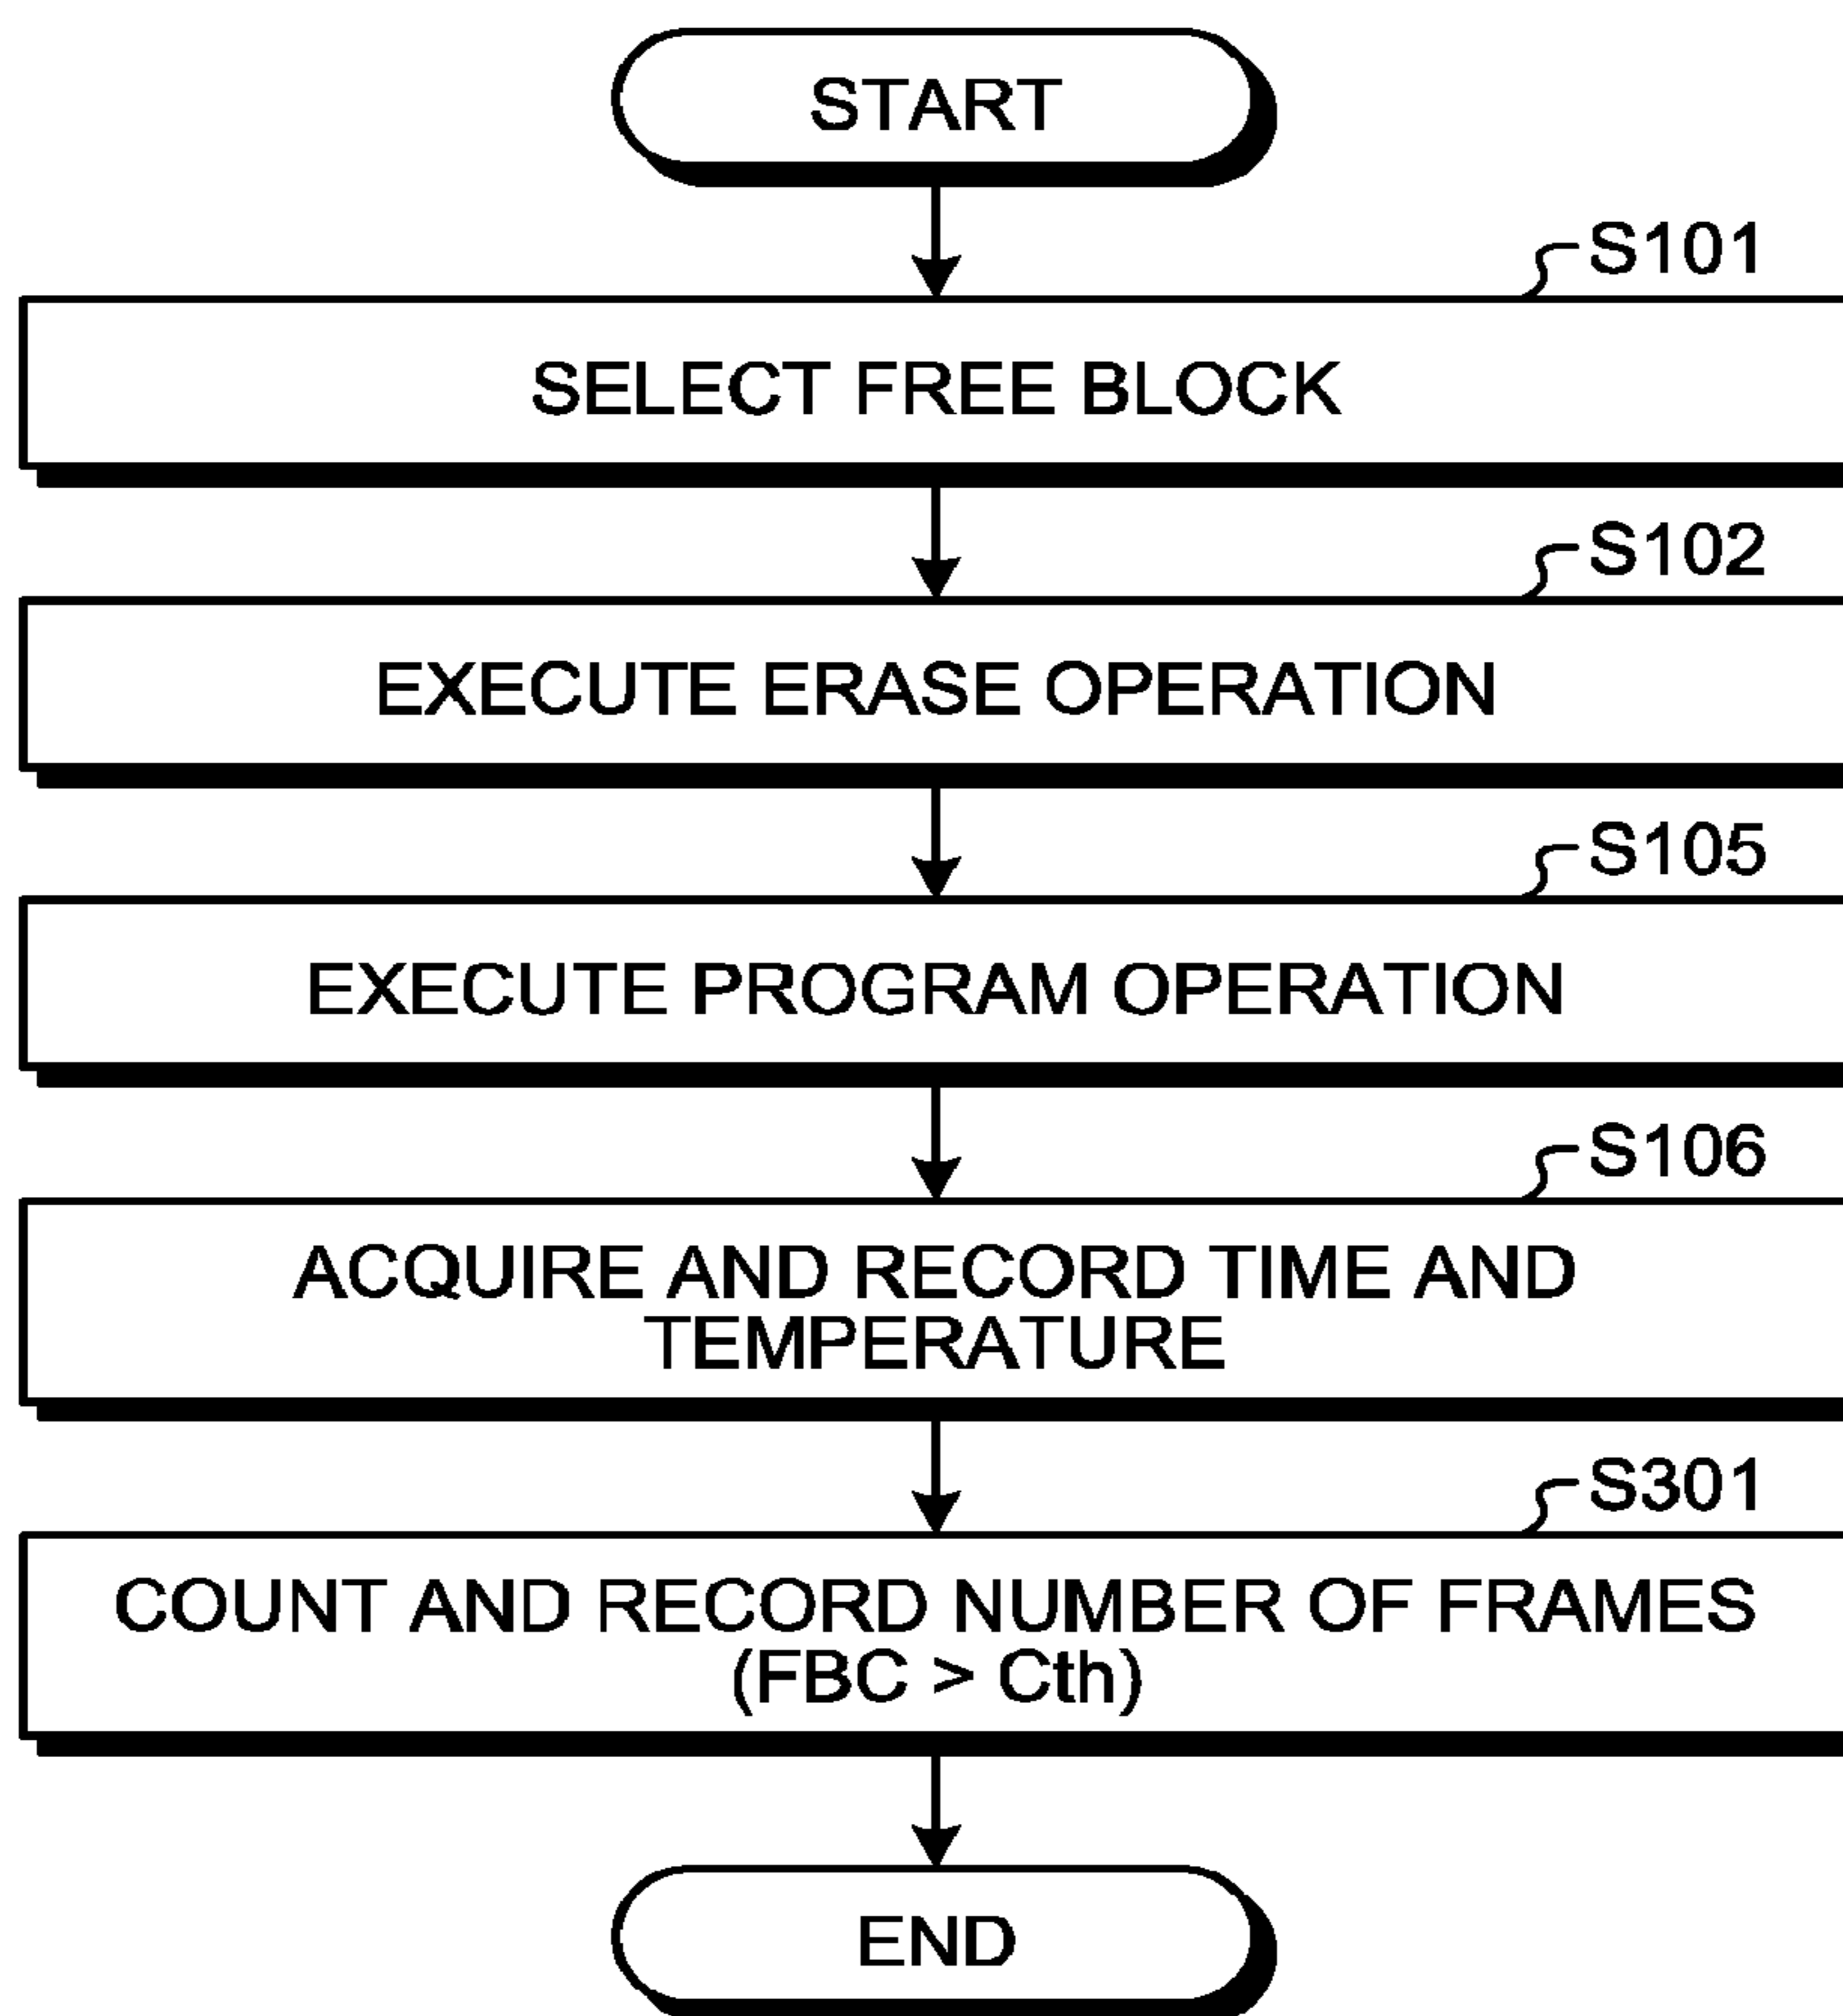 START
S101
SELECT FREE BLOCK
S102
EXECUTE ERASE OPERATION
S105
EXECUTE PROGRAM OPERATION
S106
ACQUIRE AND RECORD TIME AND
TEMPERATURE
S301
COUNT AND RECORD NUMBER OF FRAMES
(FBC > Cth)
END